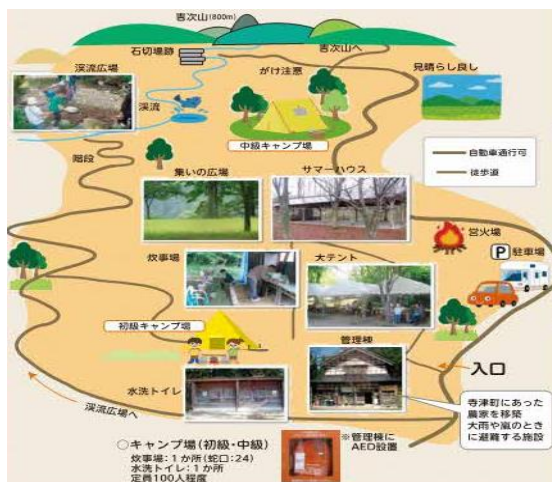 吉次山(800m)
石切場跡
吉次山へ
渓流広場
がけ注意
見晴らし良し
渓流
中級キャンプ場
階段
自動車通行可
徒歩道
集いの広場
サマーハウス
営火場
P 駐車場
炊事場
大テント
初級キャンプ場
管理棟
入口
水洗トイレ
渓流広場へ
寺津町にあった
農家を移築
大雨や嵐のとき
に避難する施設
○キャンプ場(初級・中級)
炊事場:1か所(蛇口:24)
水洗トイレ:1か所
定員100人程度
※管理棟に
AED設置